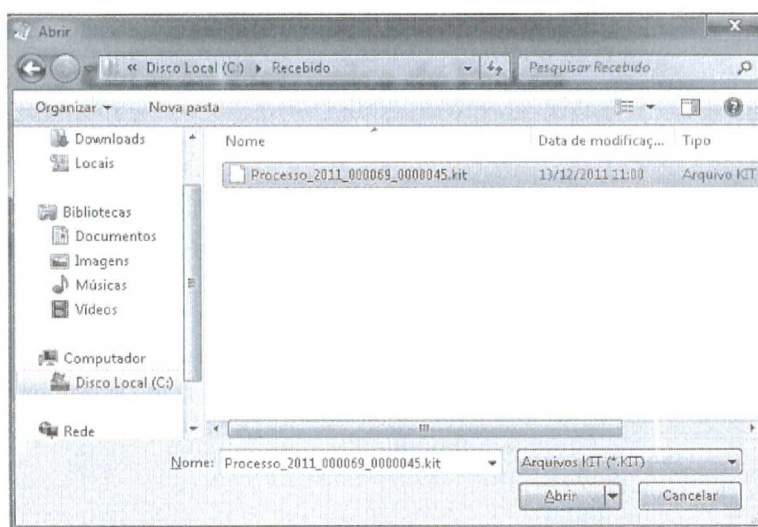 Abrir
« Disco Local (C:) ▸ Recebido
Pesquisar Recebido
Organizar
Nova pasta
Downloads
Locais
Bibliotecas
Documentos
Imagens
Músicas
Vídeos
Computador
Disco Local (C:)
Rede
Nome
Data de modificaç...
Tipo
Processo_2011_000069_0000045.kit
13/12/2011 11:00
Arquivo KIT
Nome: Processo_2011_000069_0000045.kit
Arquivos KIT (*.KIT)
Abrir
Cancelar